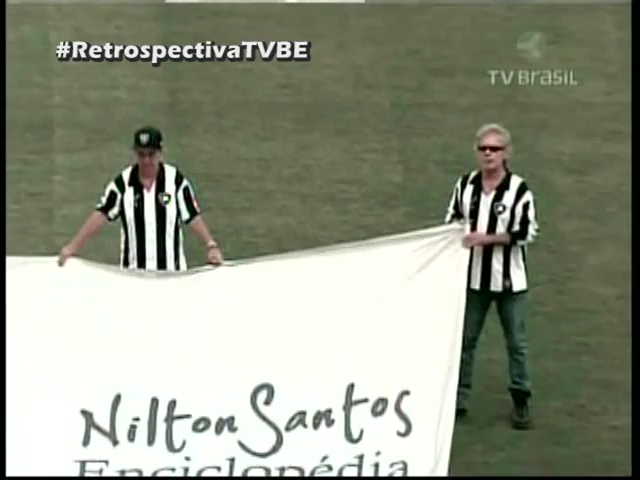 #RetrospectivaTVBE
TV BRASIL
Nilton Santos
Enciclopédia